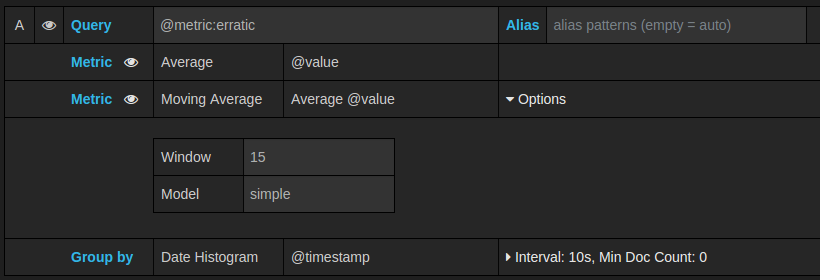 A Query @metric:erratic Alias alias patterns (empty = auto)
Metric Average @value
Metric Moving Average Average @value Options
Window 15
Model simple
Group by Date Histogram @timestamp Interval: 10s, Min Doc Count: 0